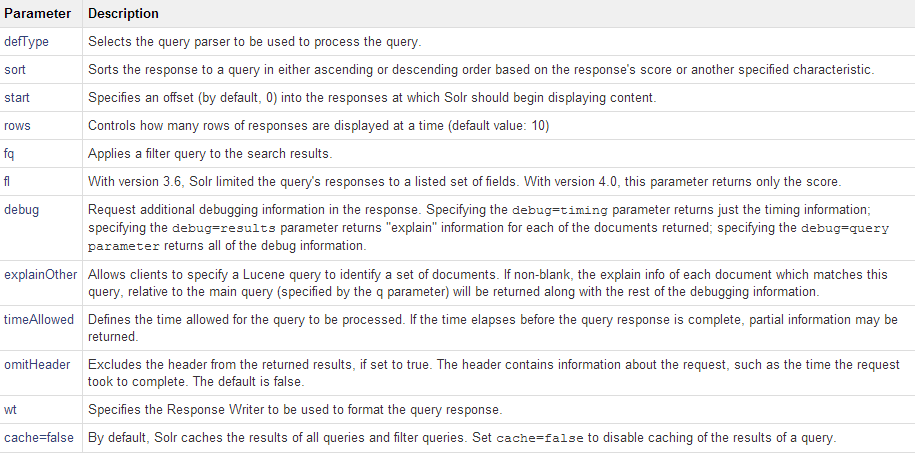 Parameter Description
defType Selects the query parser to be used to process the query.
sort Sorts the response to a query in either ascending or descending order based on the response's score or another specified characteristic.
start Specifies an offset (by default, 0) into the responses at which Solr should begin displaying content.
rows Controls how many rows of responses are displayed at a time (default value: 10)
fq Applies a filter query to the search results.
fl With version 3.6, Solr limited the query's responses to a listed set of fields. With version 4.0, this parameter returns only the score.
debug Request additional debugging information in the response. Specifying the debug=timing parameter returns just the timing information;
specifying the debug=results parameter returns "explain" information for each of the documents returned; specifying the debug=query
parameter returns all of the debug information.
explainOther Allows clients to specify a Lucene query to identify a set of documents. If non-blank, the explain info of each document which matches this
query, relative to the main query (specified by the q parameter) will be returned along with the rest of the debugging information.
timeAllowed Defines the time allowed for the query to be processed. If the time elapses before the query response is complete, partial information may be
returned.
omitHeader Excludes the header from the returned results, if set to true. The header contains information about the request, such as the time the request
took to complete. The default is false.
wt Specifies the Response Writer to be used to format the query response.
cache=false By default, Solr caches the results of all queries and filter queries. Set cache=false to disable caching of the results of a query.